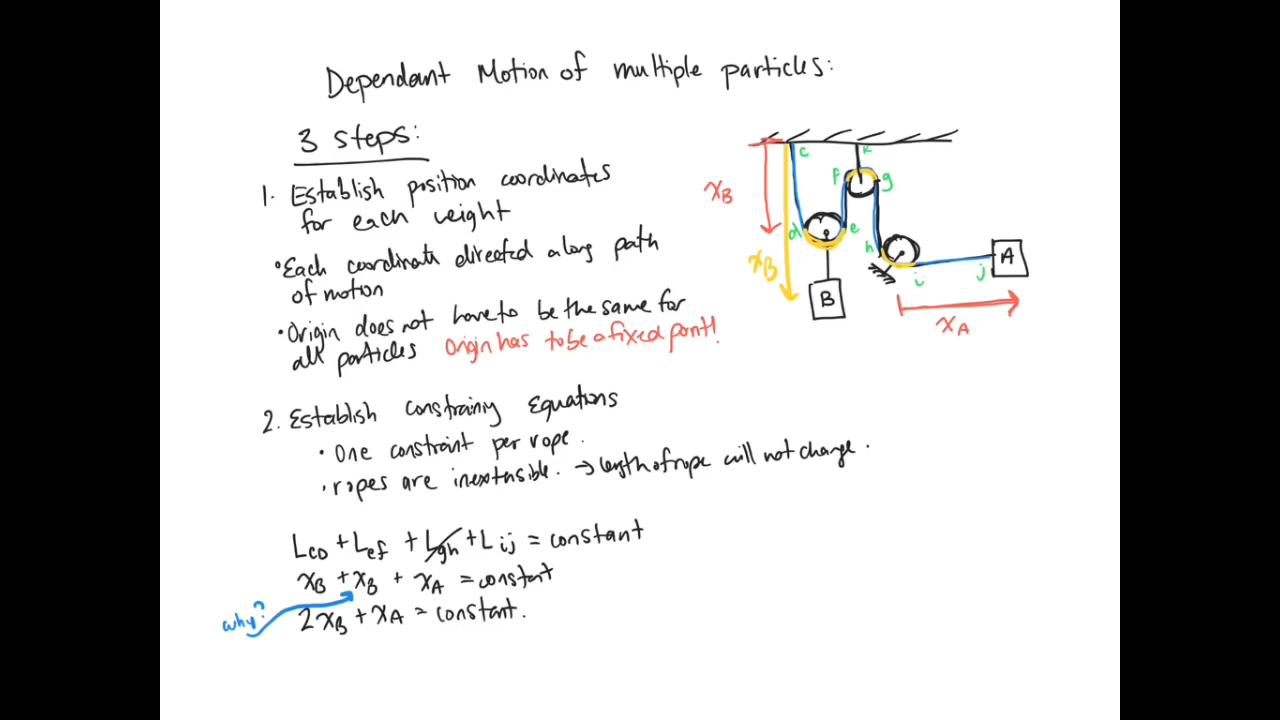 Dependant Motion of multiple particles:
3 steps:
1. Establish position coordinates
for each weight
• Each coordinate directed along path
of motion
• Origin does not have to be the same for
all particles Origin has to be a fixed point!
2. Establish constrainy Equations
• One constraint per rope.
• ropes are inextensible. → length of rope will not change.
LCD + Lef + Lgh + Lij = constant
xB + xB + xA = constant
why?
2xB + xA = constant.
c
k
f
g
xB
d
e
h
A
xB
i
j
B
xA